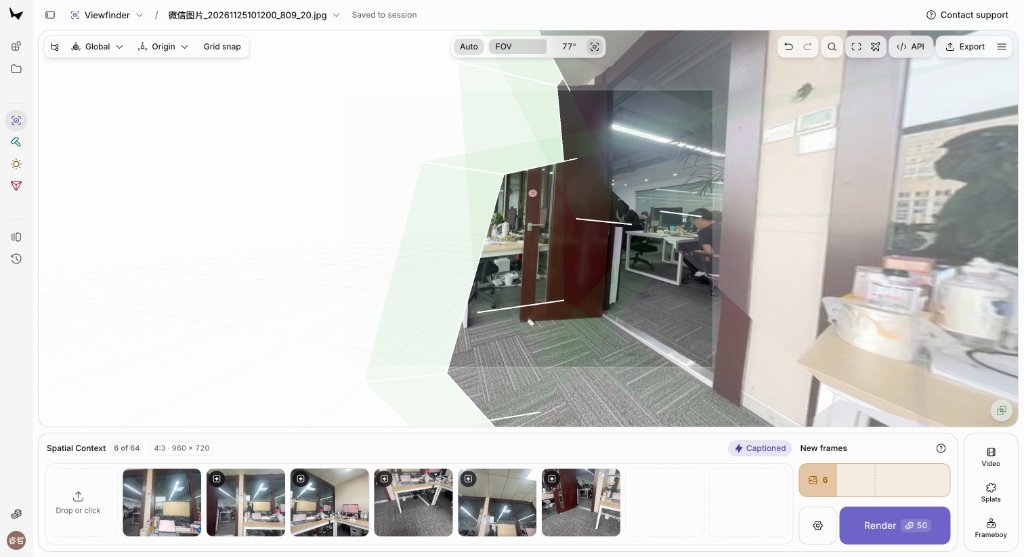 Viewfinder / 微信图片_20261125101200_809_20.jpg Saved to session Contact support
Global Origin Grid snap Auto FOV 77° API Export
Spatial Context 6 of 64 4:3 · 960 × 720 Captioned New frames
Drop or click
6
Render 50
Video
Splats
Frameboy